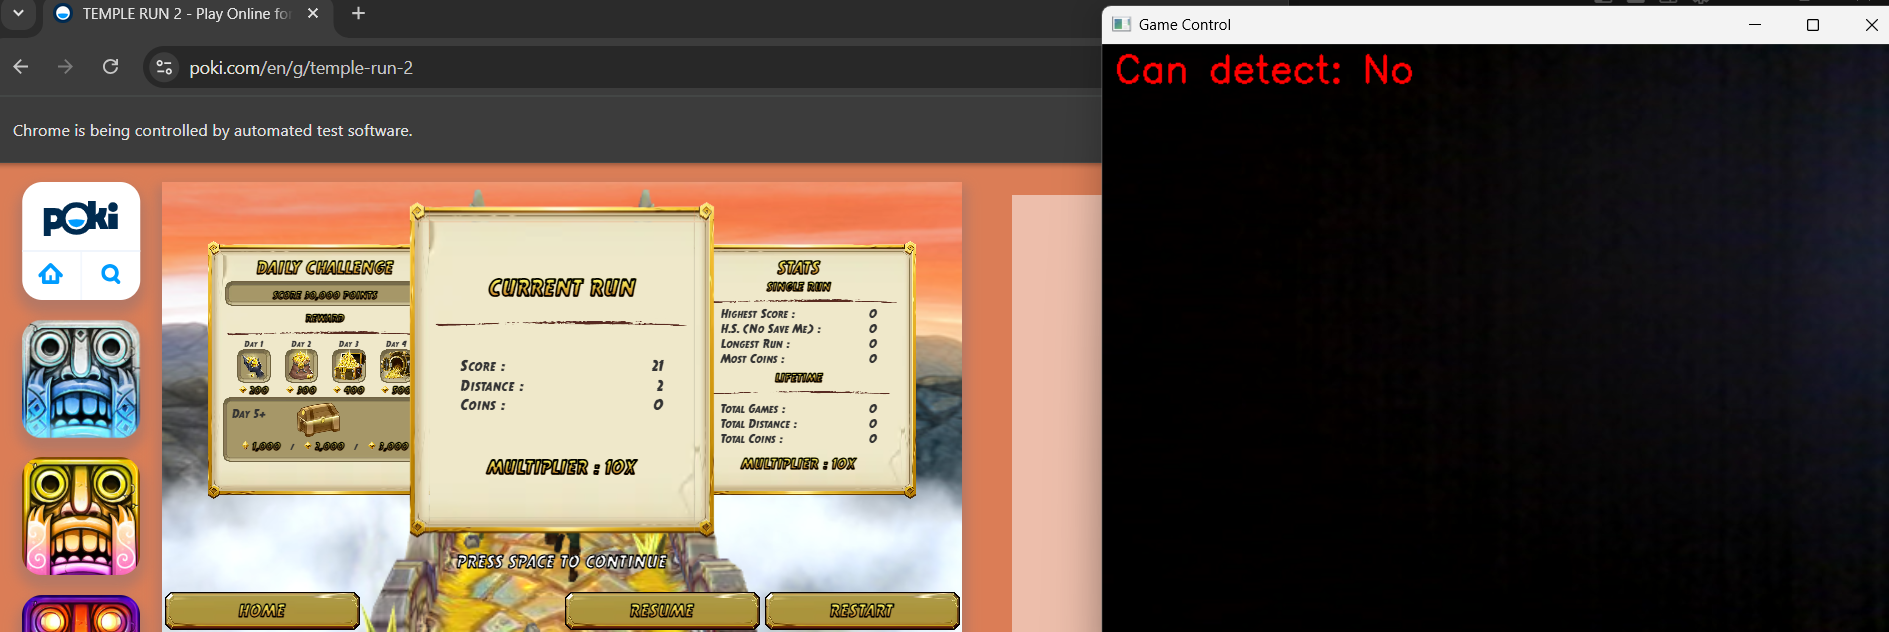 TEMPLE RUN 2 - Play Online for
Game Control
poki.com/en/g/temple-run-2
Can detect: No
Chrome is being controlled by automated test software.
poki
DAILY CHALLENGE
SCORE 30,000 POINTS
REWARD
DAY 1 DAY 2 DAY 3 DAY 4
200 300 400 500
DAY 5+
1,000 / 2,000 / 3,000
CURRENT RUN
SCORE : 21
DISTANCE : 2
COINS : 0
MULTIPLIER : 10X
STATS
SINGLE RUN
HIGHEST SCORE : 0
H.S. (NO SAVE ME) : 0
LONGEST RUN : 0
MOST COINS : 0
LIFETIME
TOTAL GAMES : 0
TOTAL DISTANCE : 0
TOTAL COINS : 0
MULTIPLIER : 10X
PRESS SPACE TO CONTINUE
HOME
RESUME
RESTART